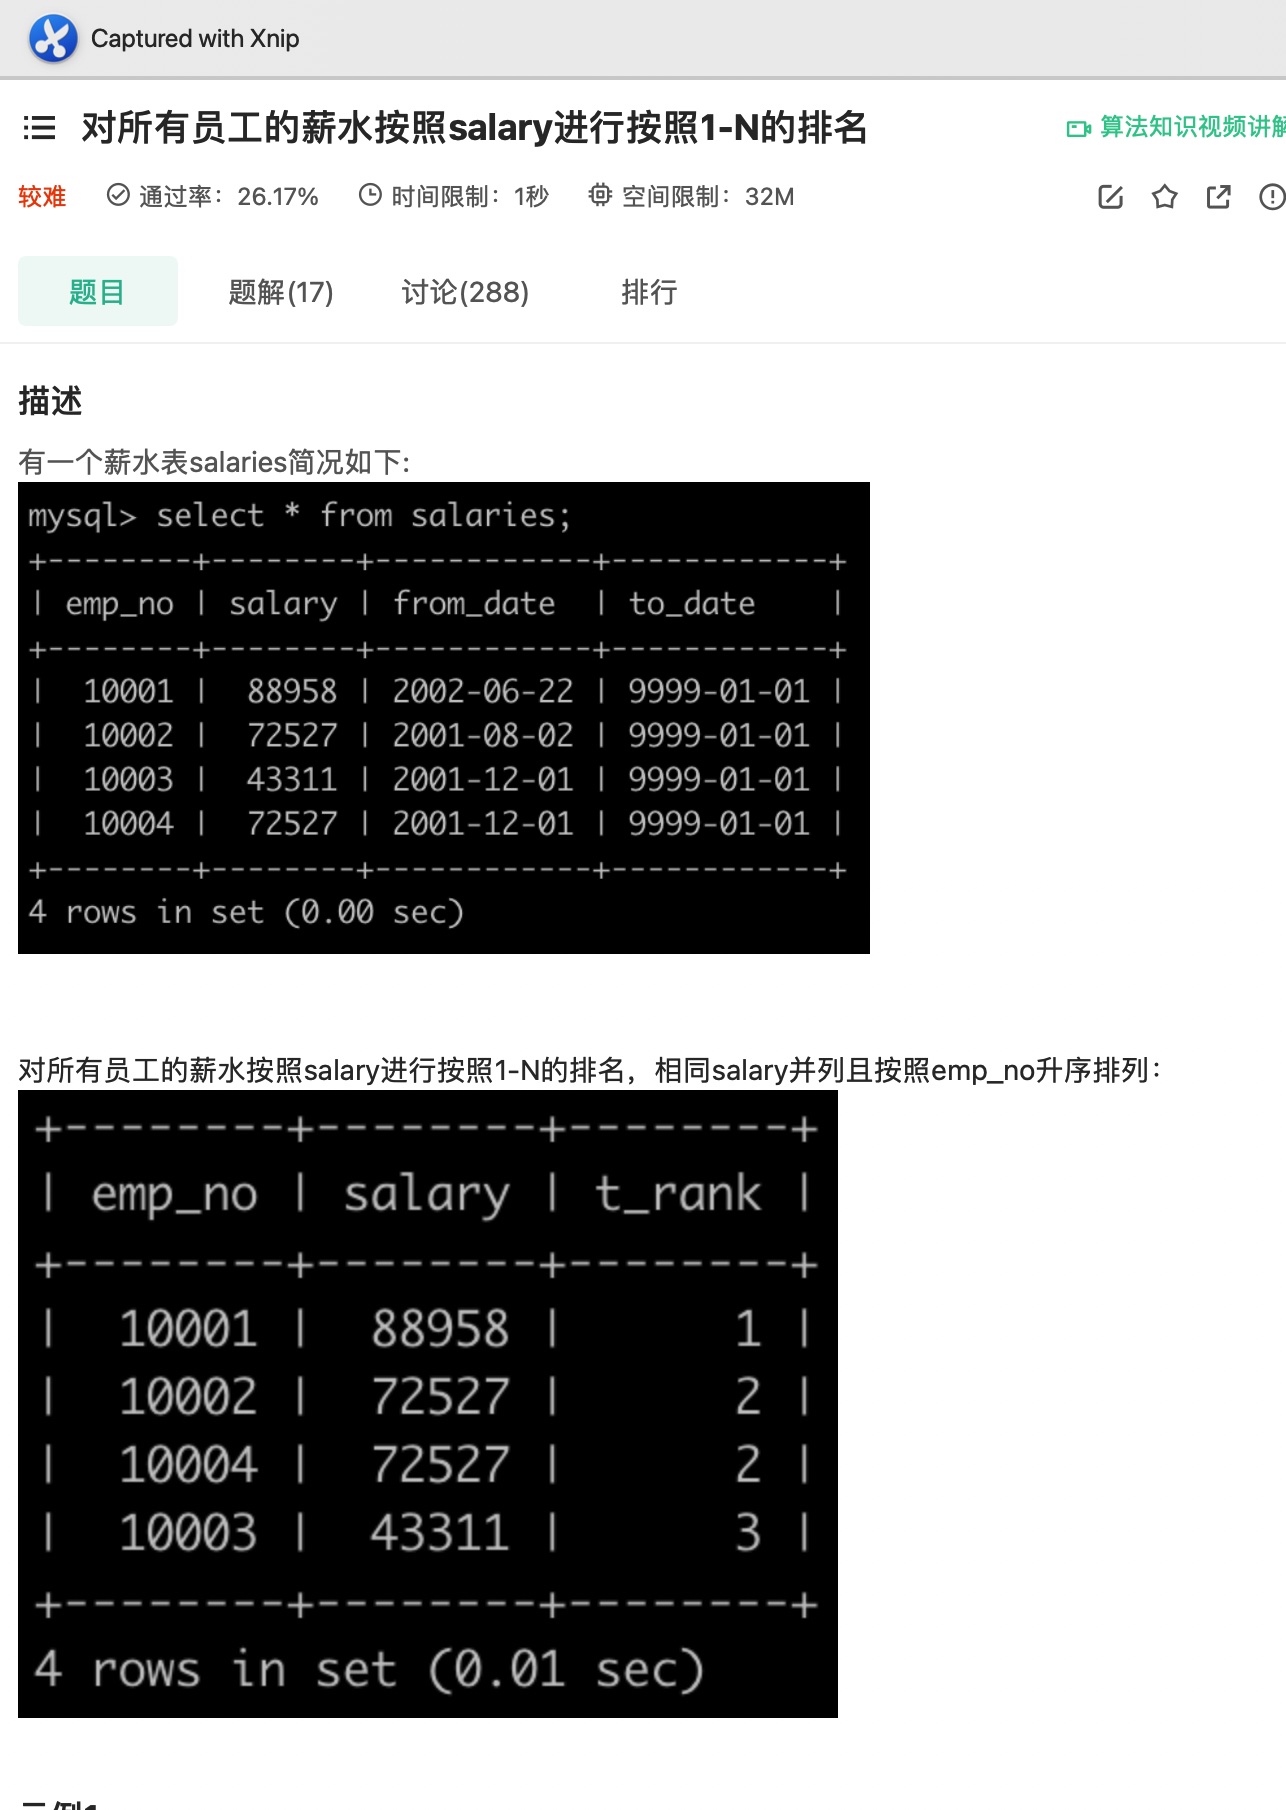 Captured with Xnip
对所有员工的薪水按照salary进行按照1-N的排名
算法知识视频讲解
较难 通过率：26.17% 时间限制：1秒 空间限制：32M
题目 题解(17) 讨论(288) 排行
描述
有一个薪水表salaries简况如下:
mysql> select * from salaries;
+--------+--------+------------+------------+
| emp_no | salary | from_date  | to_date    |
+--------+--------+------------+------------+
|  10001 |  88958 | 2002-06-22 | 9999-01-01 |
|  10002 |  72527 | 2001-08-02 | 9999-01-01 |
|  10003 |  43311 | 2001-12-01 | 9999-01-01 |
|  10004 |  72527 | 2001-12-01 | 9999-01-01 |
+--------+--------+------------+------------+
4 rows in set (0.00 sec)
对所有员工的薪水按照salary进行按照1-N的排名，相同salary并列且按照emp_no升序排列：
+--------+--------+--------+
| emp_no | salary | t_rank |
+--------+--------+--------+
|  10001 |  88958 |      1 |
|  10002 |  72527 |      2 |
|  10004 |  72527 |      2 |
|  10003 |  43311 |      3 |
+--------+--------+--------+
4 rows in set (0.01 sec)